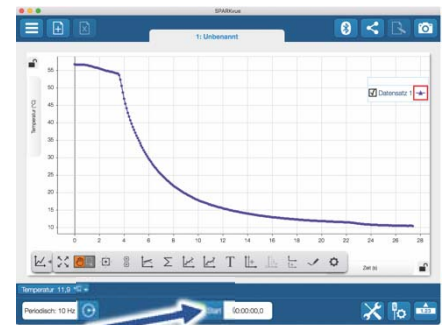 SPARKvue
1: Unbenannt
Temperatur (°C)
55
50
45
40
35
30
25
20
15
10
Datensatz 1
0 2 4 6 8 10 12 14 16 18 20 22 24 26 28
Zeit (s)
Σ T
Temperatur 11,9 °C
Periodisch: 10 Hz
Start 00:00:00,0
1.23